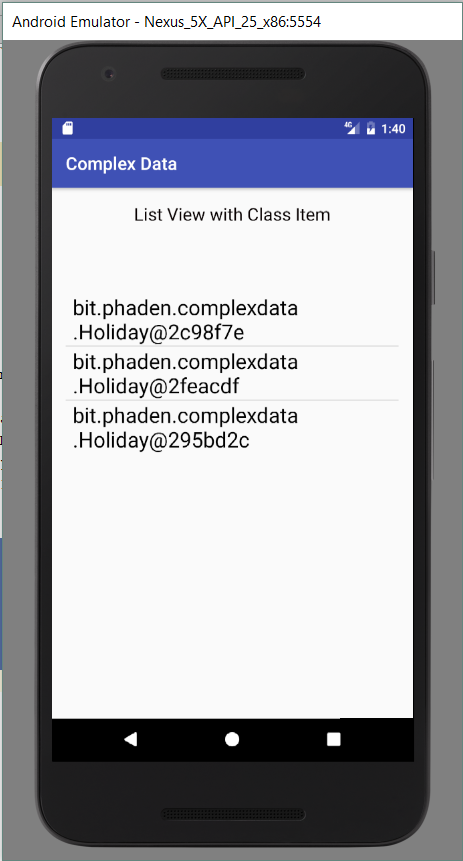 Android Emulator - Nexus_5X_API_25_x86:5554
4G 1:40
Complex Data
List View with Class Item
bit.phaden.complexdata
.Holiday@2c98f7e
bit.phaden.complexdata
.Holiday@2feacdf
bit.phaden.complexdata
.Holiday@295bd2c